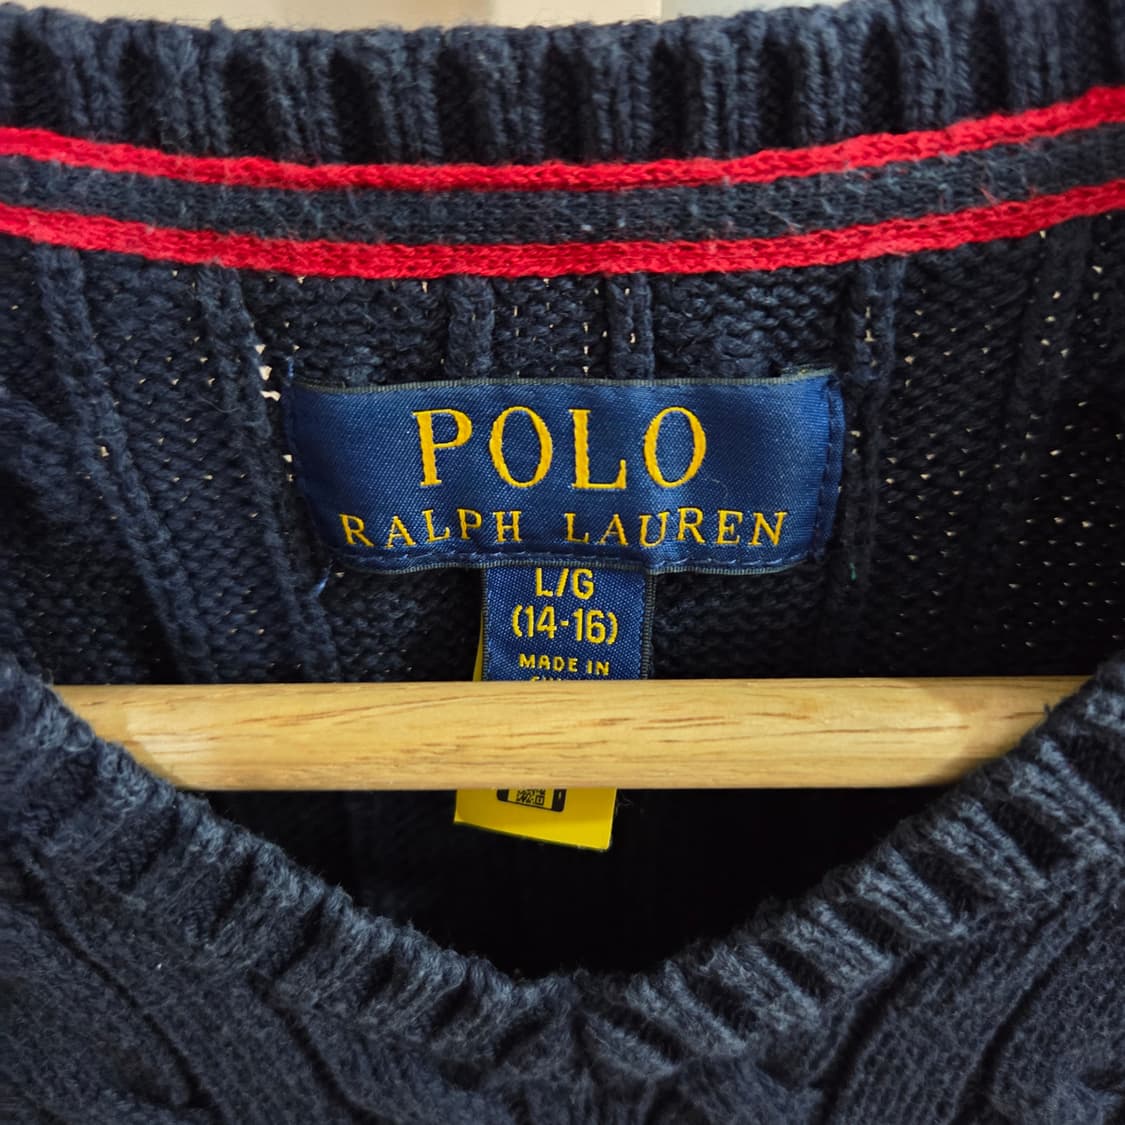 POLO
RALPH LAUREN
L/G
(14-16)
MADE IN